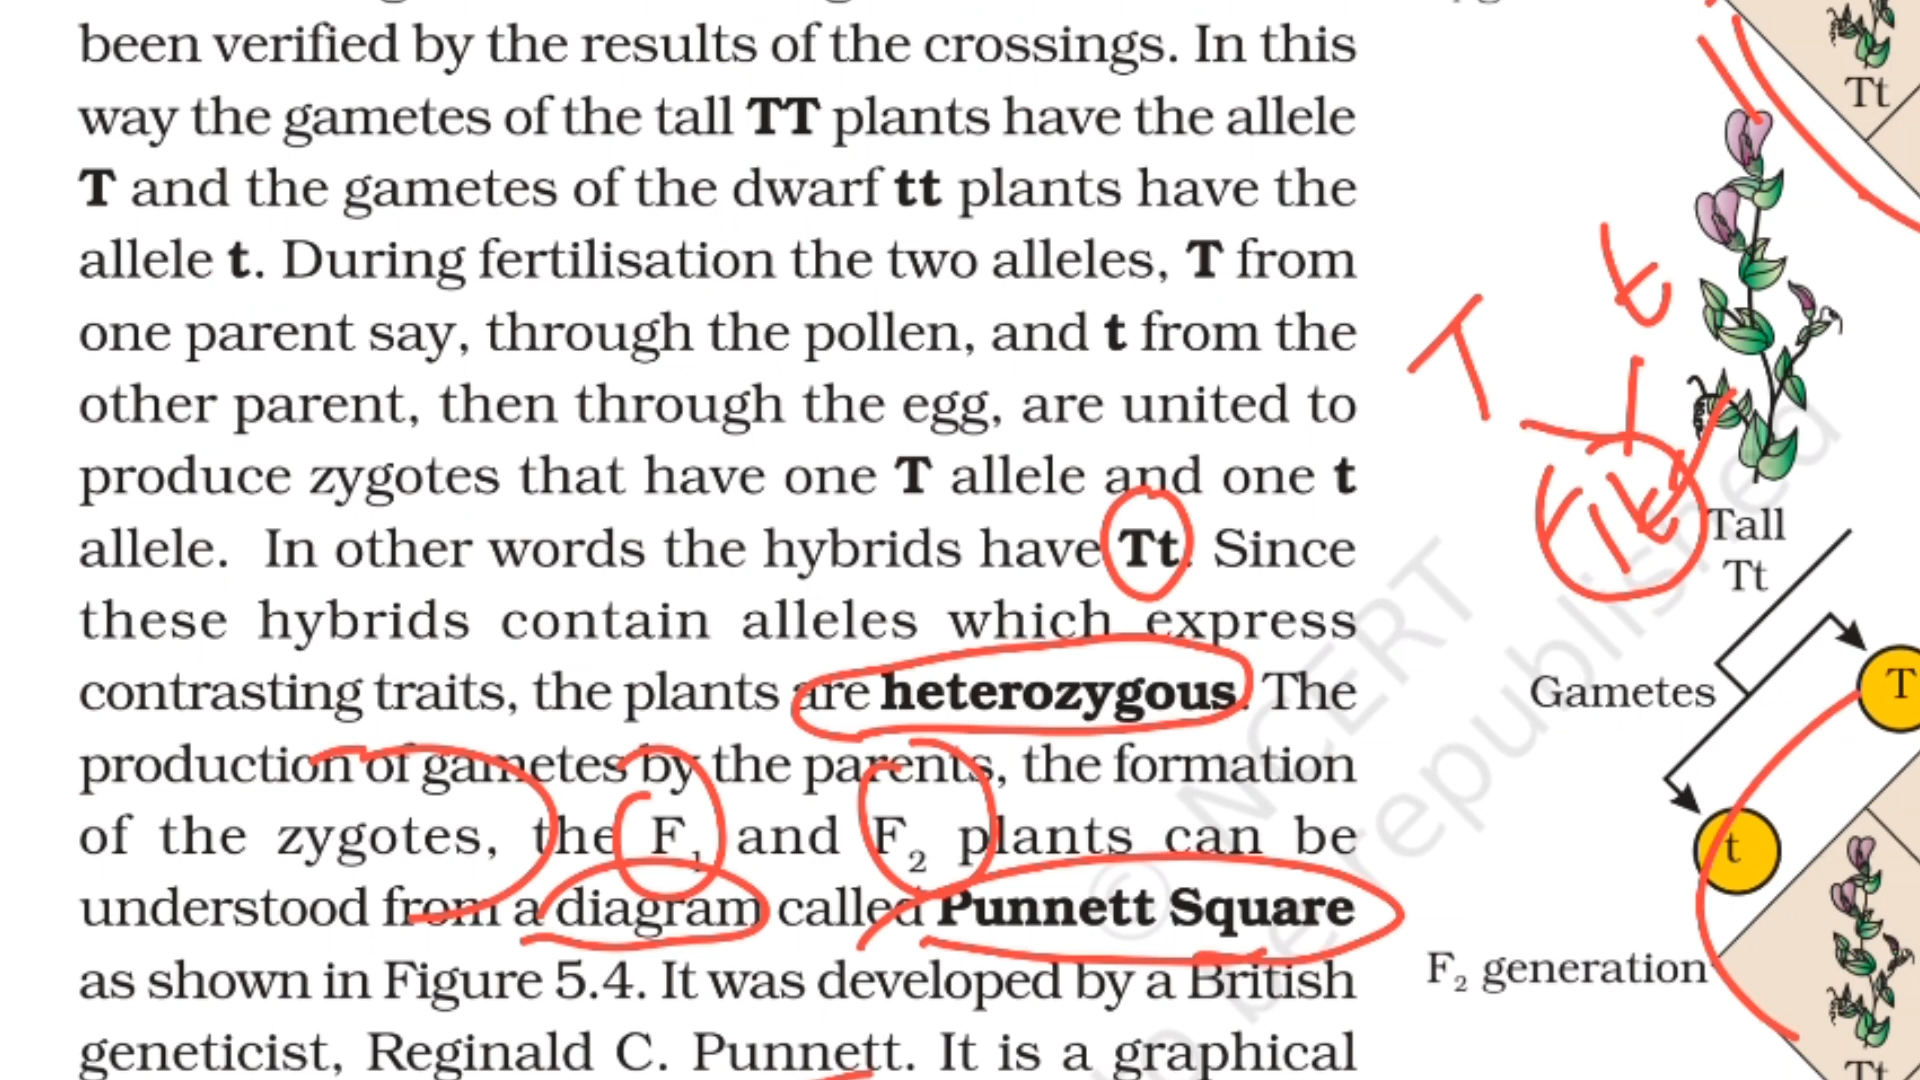 been verified by the results of the crossings. In this
way the gametes of the tall TT plants have the allele
T and the gametes of the dwarf tt plants have the
allele t. During fertilisation the two alleles, T from
one parent say, through the pollen, and t from the
other parent, then through the egg, are united to
produce zygotes that have one T allele and one t
allele. In other words the hybrids have Tt. Since
these hybrids contain alleles which express
contrasting traits, the plants are heterozygous. The
production of gametes by the parents, the formation
of the zygotes, the F₁ and F₂ plants can be
understood from a diagram called Punnett Square
as shown in Figure 5.4. It was developed by a British
geneticist, Reginald C. Punnett. It is a graphical
Tt
T t
Tall
Tt
Gametes
T
t
F₂ generation
Tt
© NCERT
be republished